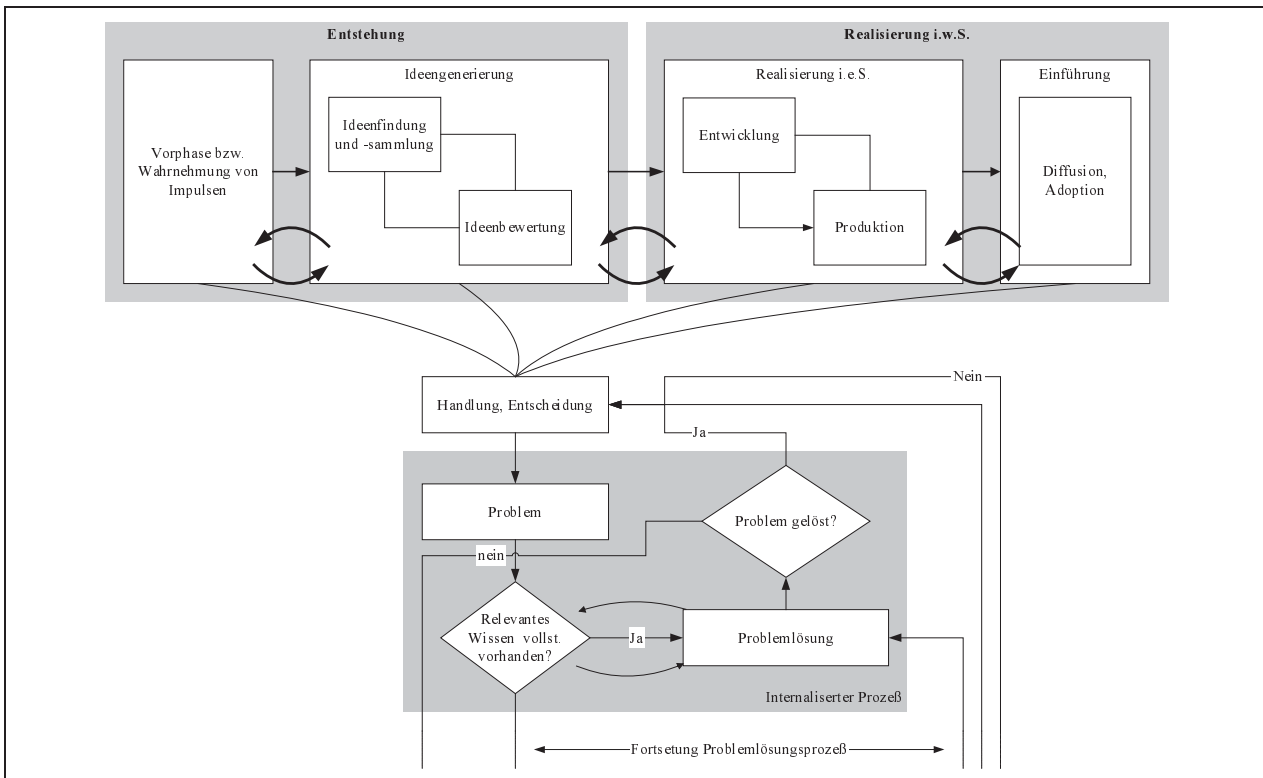 Entstehung
Realisierung i.w.S.
Ideengenerierung
Realisierung i.e.S.
Einführung
Vorphase bzw.
Wahrnehmung von
Impulsen
Ideenfindung
und -sammlung
Ideenbewertung
Entwicklung
Produktion
Diffusion,
Adoption
Handlung, Entscheidung
Nein
Ja
Problem
Problem gelöst?
nein
Relevantes
Wissen vollst.
vorhanden?
Ja
Problemlösung
Internaliserter Prozeß
Fortsetung Problemlösungsprozeß